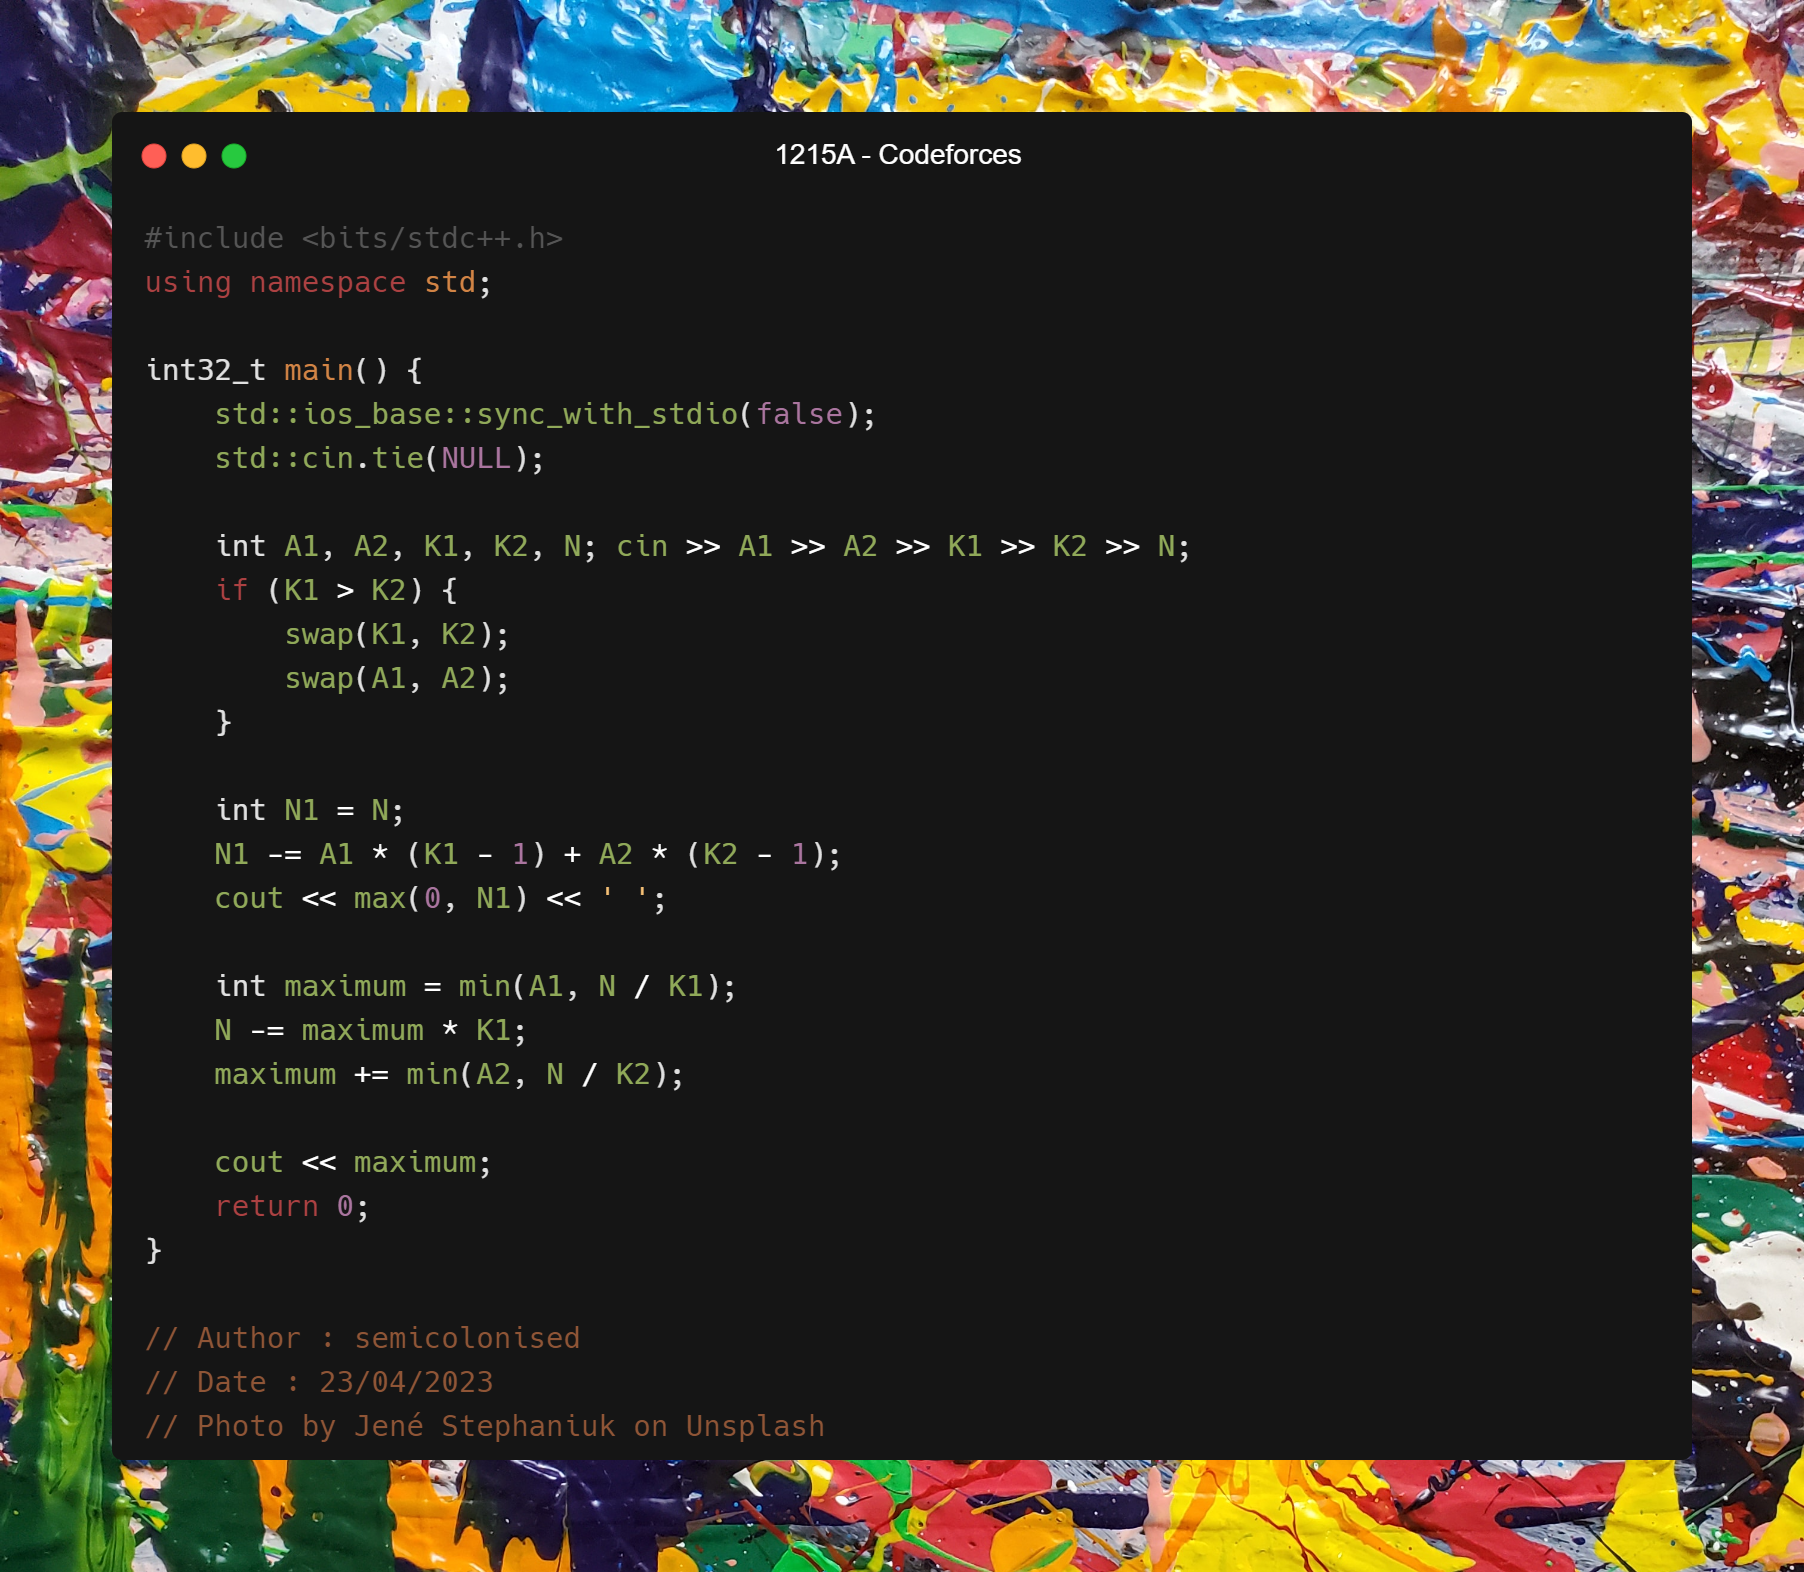 1215A - Codeforces
#include <bits/stdc++.h>
using namespace std;
int32_t main() {
    std::ios_base::sync_with_stdio(false);
    std::cin.tie(NULL);
    int A1, A2, K1, K2, N; cin >> A1 >> A2 >> K1 >> K2 >> N;
    if (K1 > K2) {
        swap(K1, K2);
        swap(A1, A2);
    }
    int N1 = N;
    N1 -= A1 * (K1 - 1) + A2 * (K2 - 1);
    cout << max(0, N1) << ' ';
    int maximum = min(A1, N / K1);
    N -= maximum * K1;
    maximum += min(A2, N / K2);
    cout << maximum;
    return 0;
}
// Author : semicolonised
// Date : 23/04/2023
// Photo by Jené Stephaniuk on Unsplash